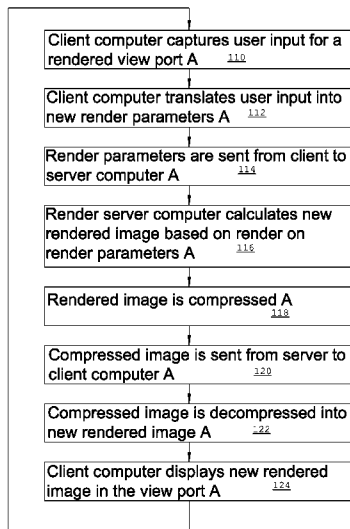 Client computer captures user input for a
rendered view port A 110
Client computer translates user input into
new render parameters A 112
Render parameters are sent from client to
server computer A 114
Render server computer calculates new
rendered image based on render on
render parameters A 116
Rendered image is compressed A
118
Compressed image is sent from server to
client computer A 120
Compressed image is decompressed into
new rendered image A 122
Client computer displays new rendered
image in the view port A 124